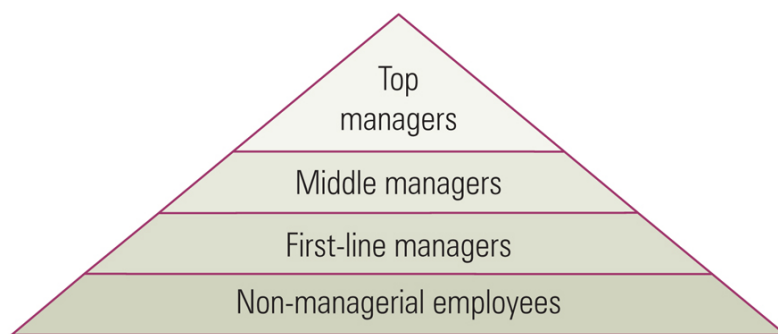 Top
managers
Middle managers
First-line managers
Non-managerial employees